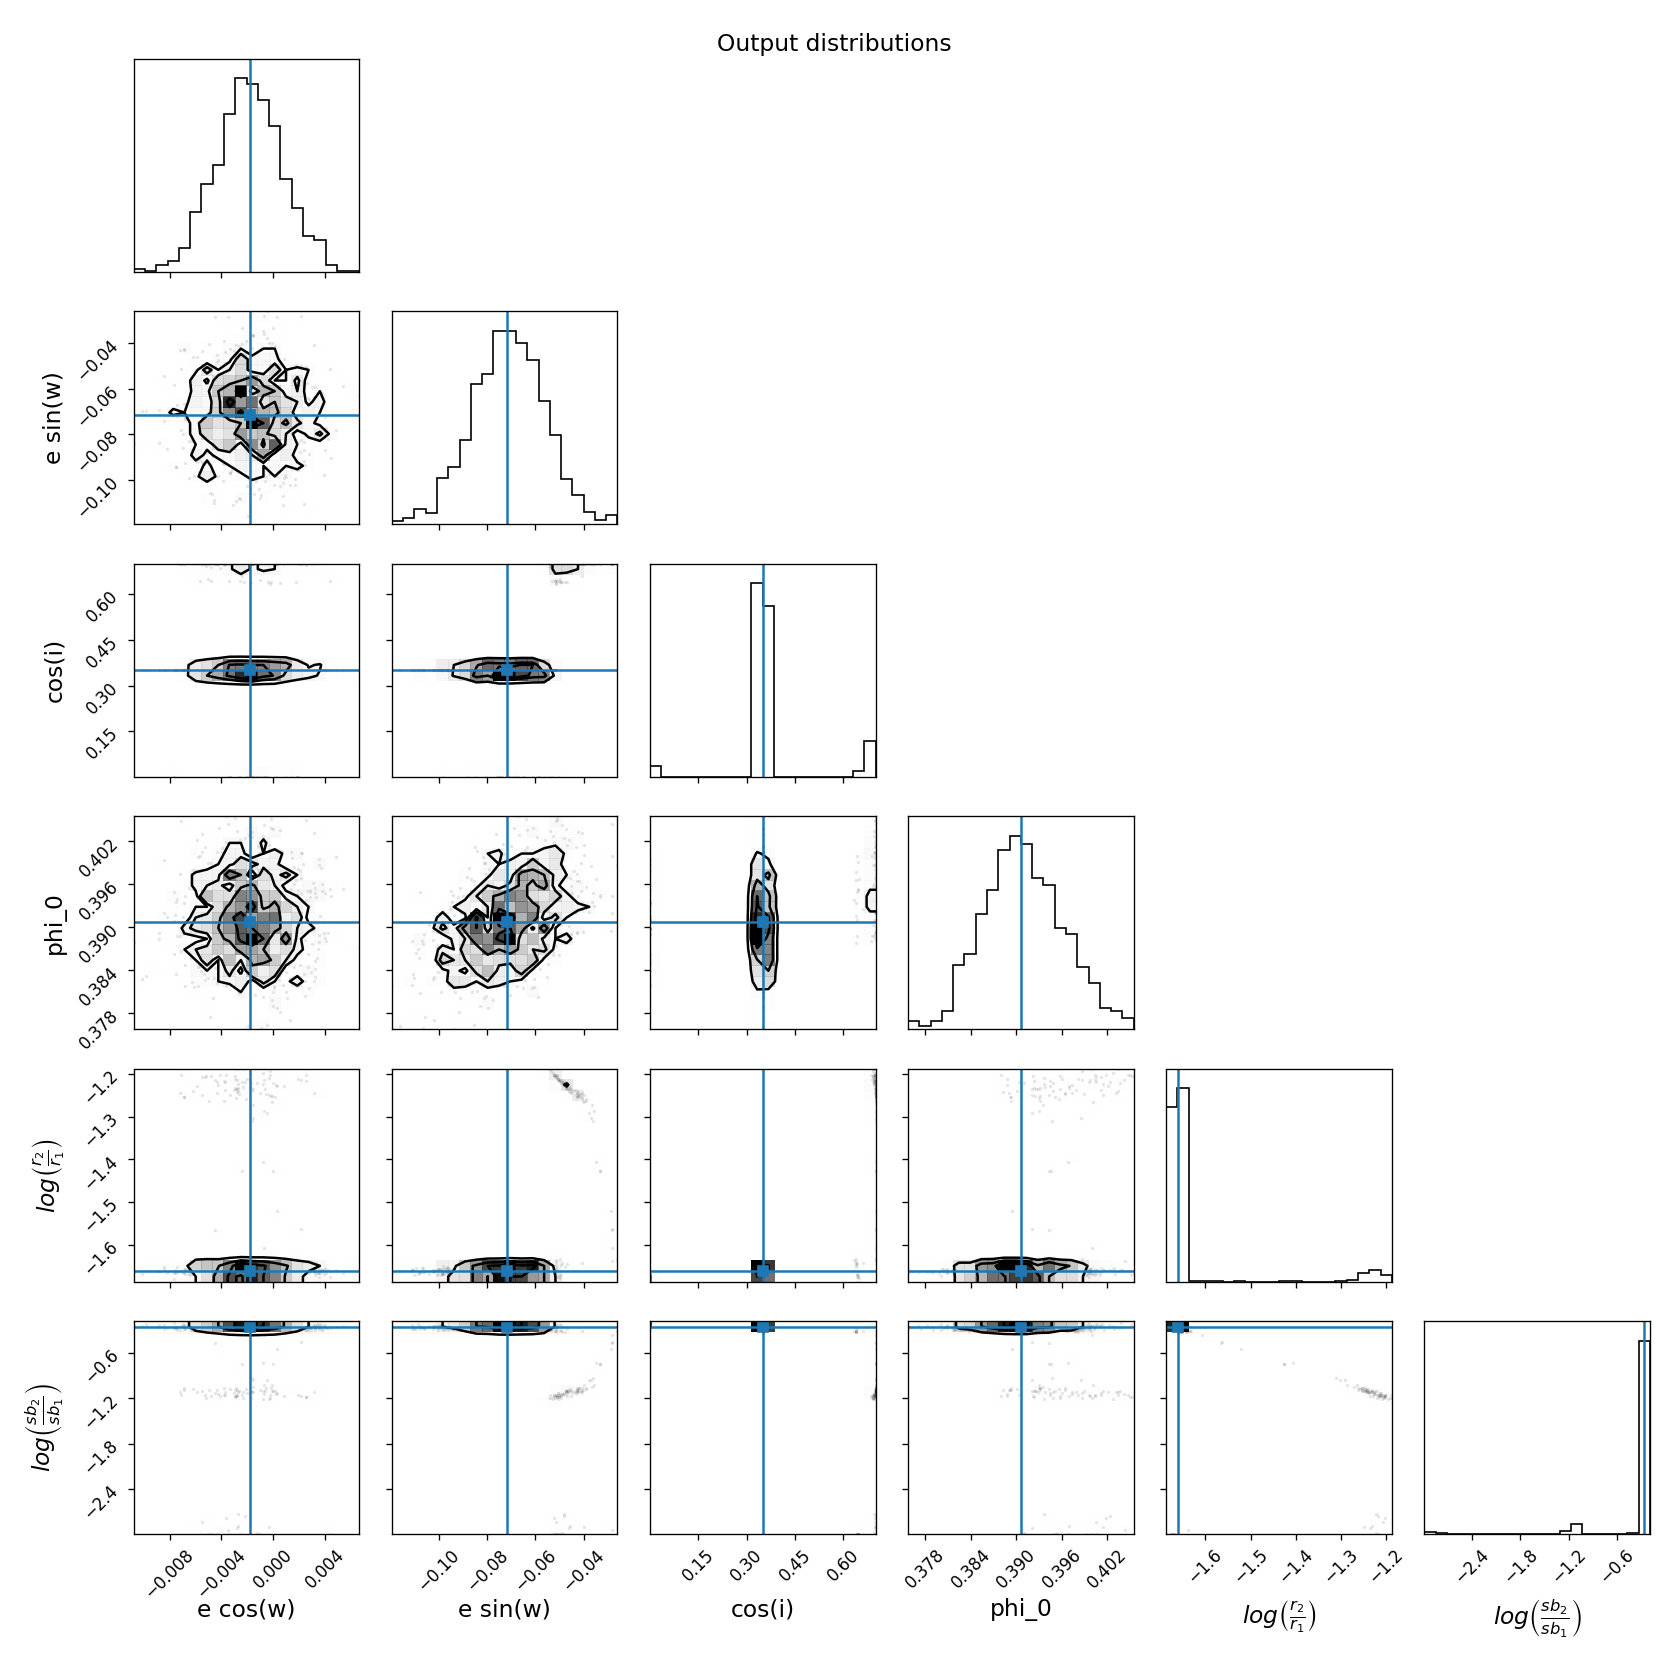 Output distributions
e sin(w)
−0.04
−0.06
−0.08
−0.10
cos(i)
0.60
0.45
0.30
0.15
phi_0
0.402
0.396
0.390
0.384
0.378
log(r₂/r₁)
−1.2
−1.3
−1.4
−1.5
−1.6
log(sb₂/sb₁)
−0.6
−1.2
−1.8
−2.4
−0.008 −0.004 0.000 0.004
−0.10 −0.08 −0.06 −0.04
0.15 0.30 0.45 0.60
0.378 0.384 0.390 0.396 0.402
−1.6 −1.5 −1.4 −1.3 −1.2
−2.4 −1.8 −1.2 −0.6
e cos(w)
e sin(w)
cos(i)
phi_0
log(r₂/r₁)
log(sb₂/sb₁)